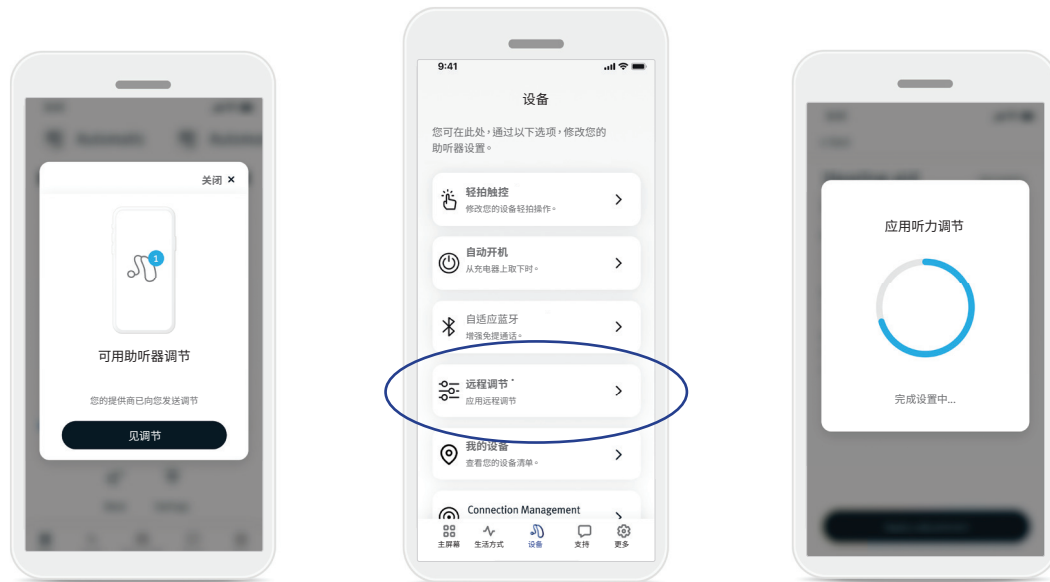 关闭 ×
1
可用助听器调节
您的提供商已向您发送调节
见调节
9:41
设备
您可在此处，通过以下选项，修改您的
助听器设置。
轻拍触控
修改您的设备轻拍操作。
自动开机
从充电器上取下时。
自适应蓝牙
增强免提通话。
远程调节*
应用远程调节
我的设备
查看您的设备清单。
Connection Management
主屏幕 生活方式 设备 支持 更多
应用听力调节
完成设置中...